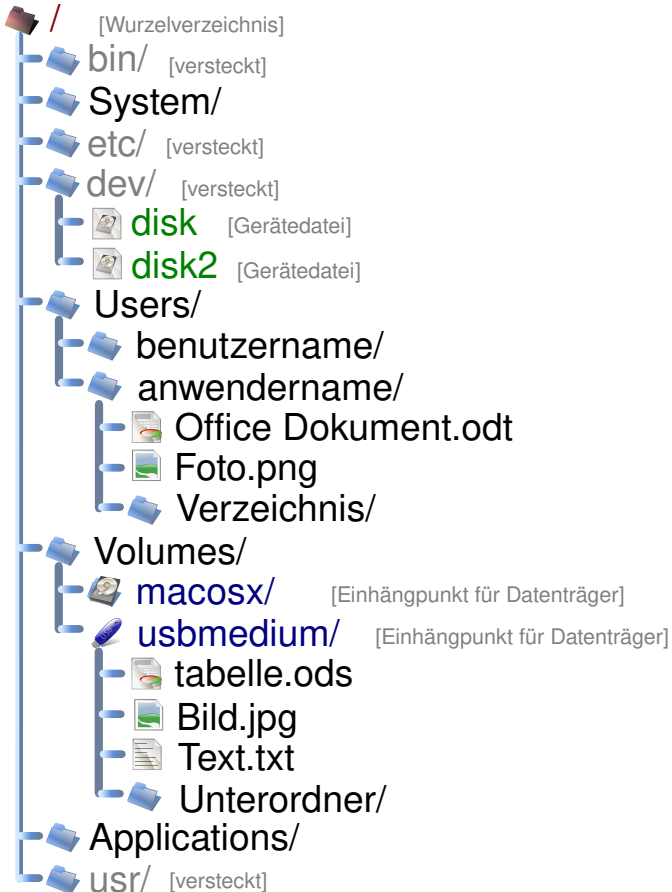 / [Wurzelverzeichnis]
bin/ [versteckt]
System/
etc/ [versteckt]
dev/ [versteckt]
disk [Gerätedatei]
disk2 [Gerätedatei]
Users/
benutzername/
anwendername/
Office Dokument.odt
Foto.png
Verzeichnis/
Volumes/
macosx/ [Einhängpunkt für Datenträger]
usbmedium/ [Einhängpunkt für Datenträger]
tabelle.ods
Bild.jpg
Text.txt
Unterordner/
Applications/
usr/ [versteckt]